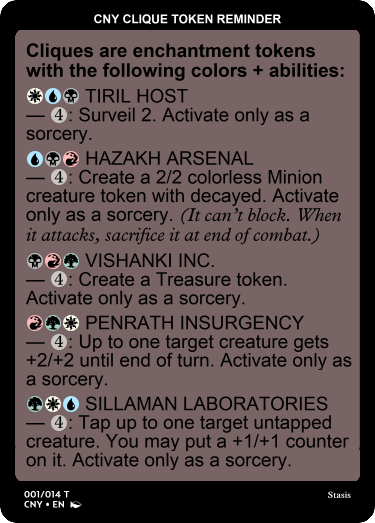 CNY CLIQUE TOKEN REMINDER
Cliques are enchantment tokens
with the following colors + abilities:
TIRIL HOST
— 4: Surveil 2. Activate only as a
sorcery.
HAZAKH ARSENAL
— 4: Create a 2/2 colorless Minion
creature token with decayed. Activate
only as a sorcery. (It can't block. When
it attacks, sacrifice it at end of combat.)
VISHANKI INC.
— 4: Create a Treasure token.
Activate only as a sorcery.
PENRATH INSURGENCY
— 4: Up to one target creature gets
+2/+2 until end of turn. Activate only as
a sorcery.
SILLAMAN LABORATORIES
— 4: Tap up to one target untapped
creature. You may put a +1/+1 counter
on it. Activate only as a sorcery.
001/014 T
CNY • EN
Stasis